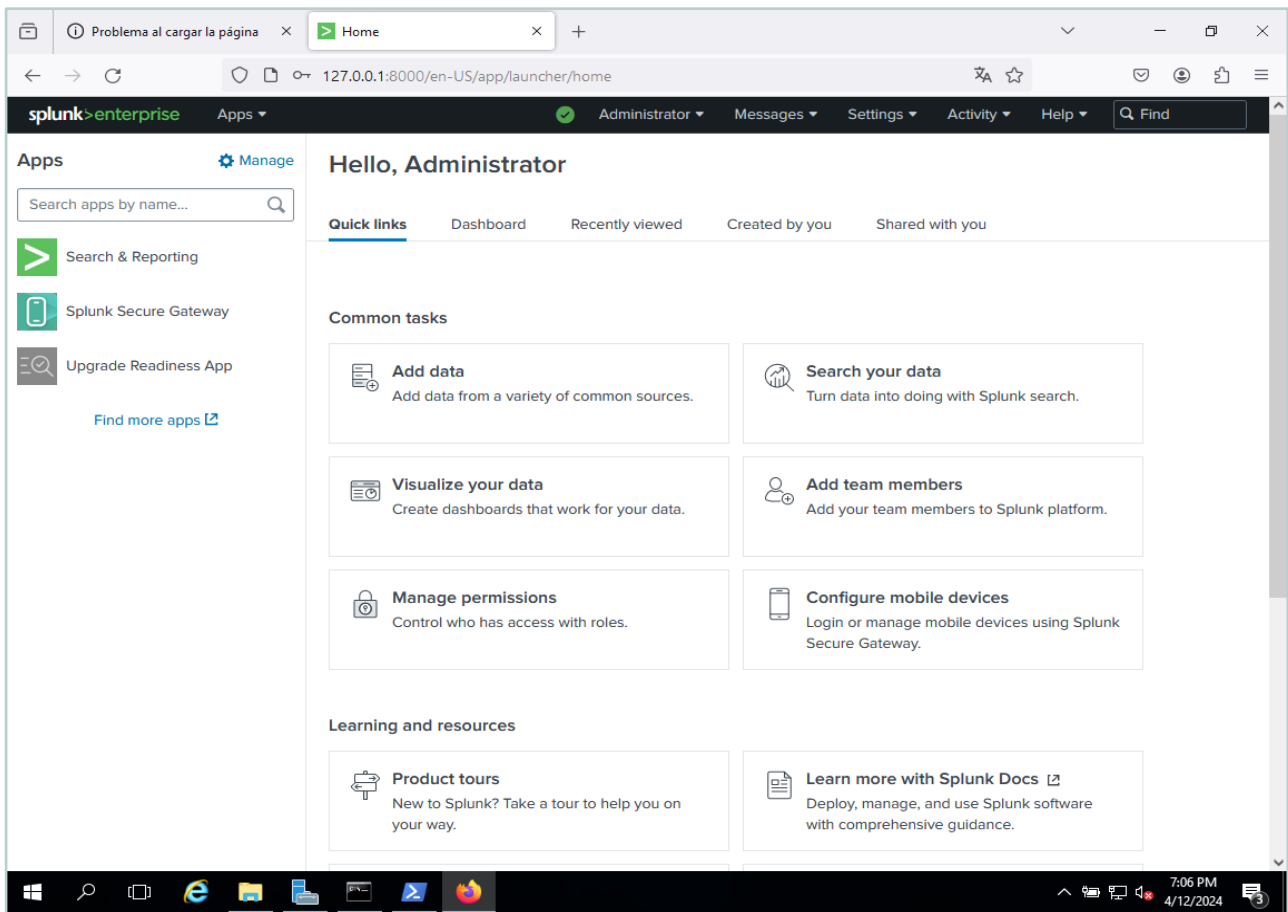 Problema al cargar la página
Home
127.0.0.1:8000/en-US/app/launcher/home
splunk>enterprise Apps Administrator Messages Settings Activity Help Find
Apps Manage
Search apps by name...
Search & Reporting
Splunk Secure Gateway
Upgrade Readiness App
Find more apps
Hello, Administrator
Quick links Dashboard Recently viewed Created by you Shared with you
Common tasks
Add data
Add data from a variety of common sources.
Search your data
Turn data into doing with Splunk search.
Visualize your data
Create dashboards that work for your data.
Add team members
Add your team members to Splunk platform.
Manage permissions
Control who has access with roles.
Configure mobile devices
Login or manage mobile devices using Splunk
Secure Gateway.
Learning and resources
Product tours
New to Splunk? Take a tour to help you on
your way.
Learn more with Splunk Docs
Deploy, manage, and use Splunk software
with comprehensive guidance.
7:06 PM
4/12/2024
3